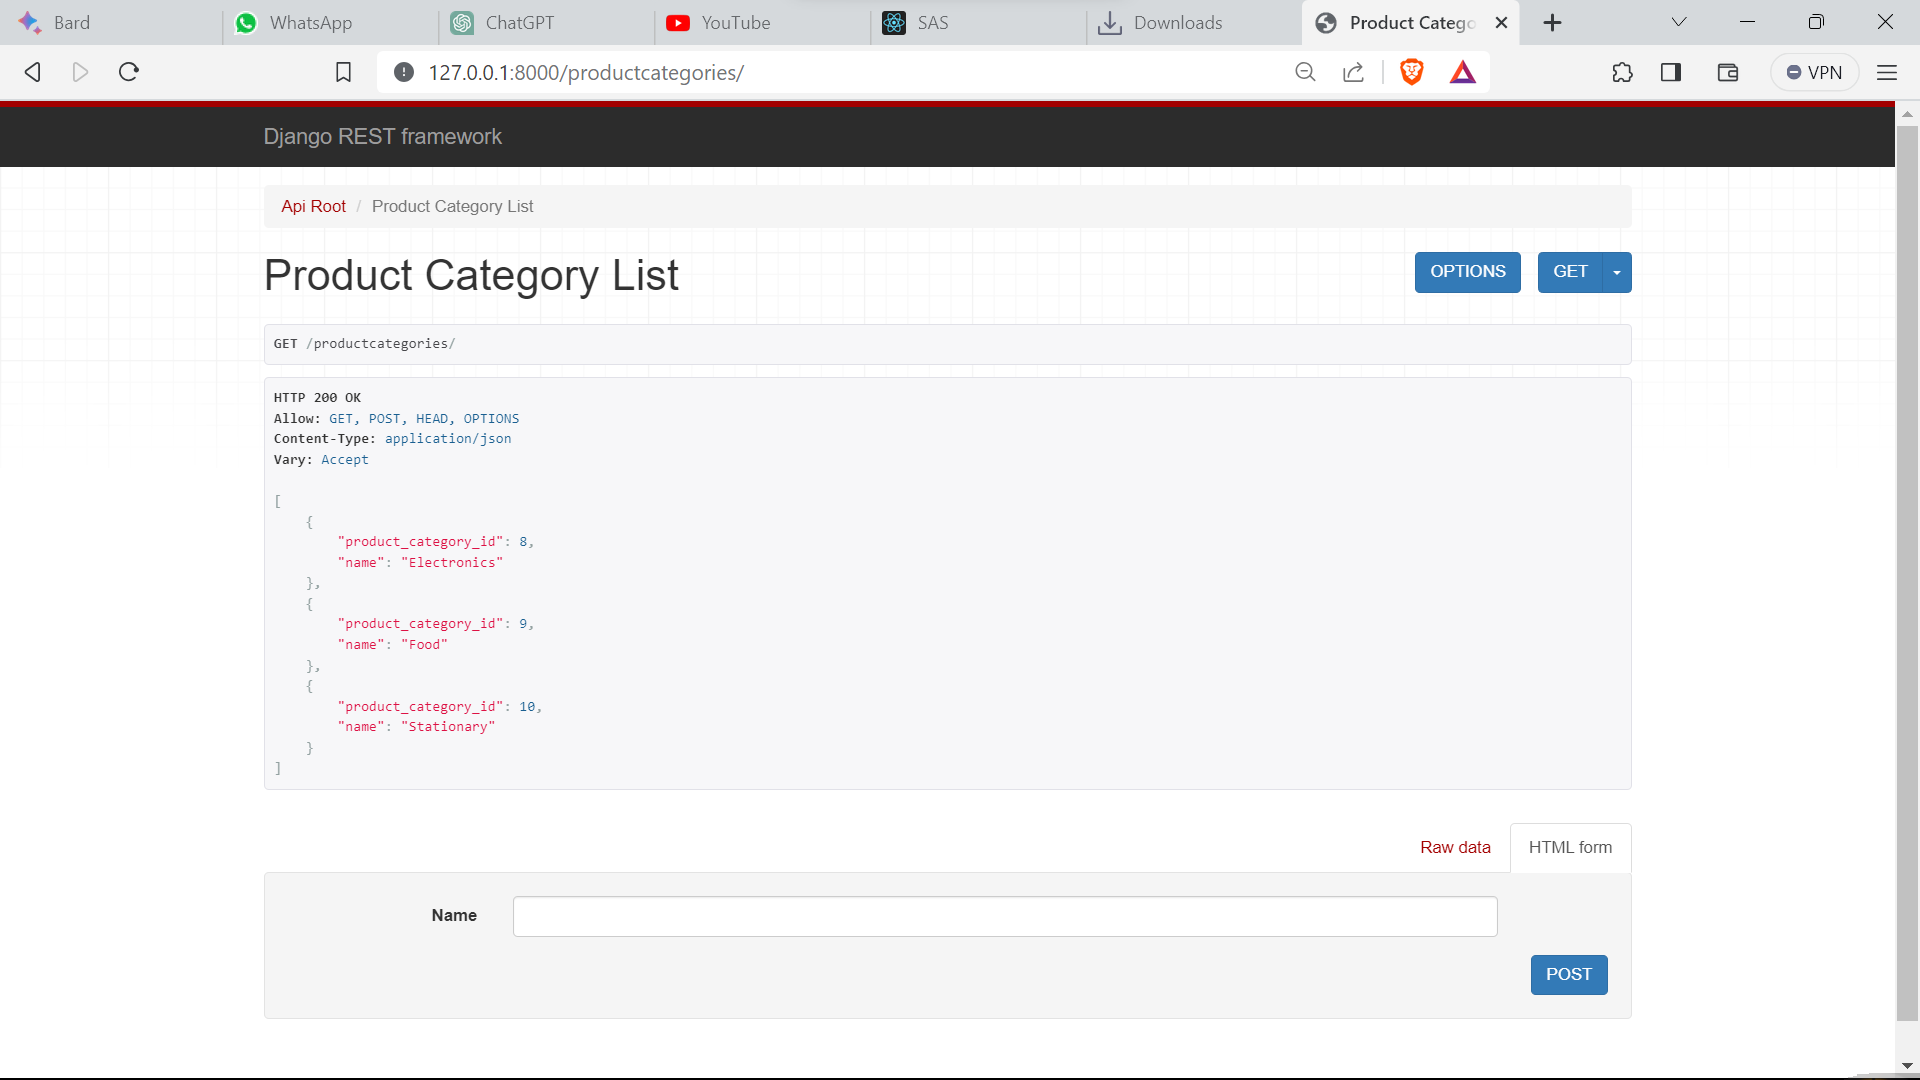 Bard
WhatsApp
ChatGPT
YouTube
SAS
Downloads
Product Catego
127.0.0.1:8000/productcategories/
VPN
Django REST framework
Api Root / Product Category List
Product Category List
OPTIONS
GET
GET /productcategories/
HTTP 200 OK
Allow: GET, POST, HEAD, OPTIONS
Content-Type: application/json
Vary: Accept
[
    {
        "product_category_id": 8,
        "name": "Electronics"
    },
    {
        "product_category_id": 9,
        "name": "Food"
    },
    {
        "product_category_id": 10,
        "name": "Stationary"
    }
]
Raw data
HTML form
Name
POST